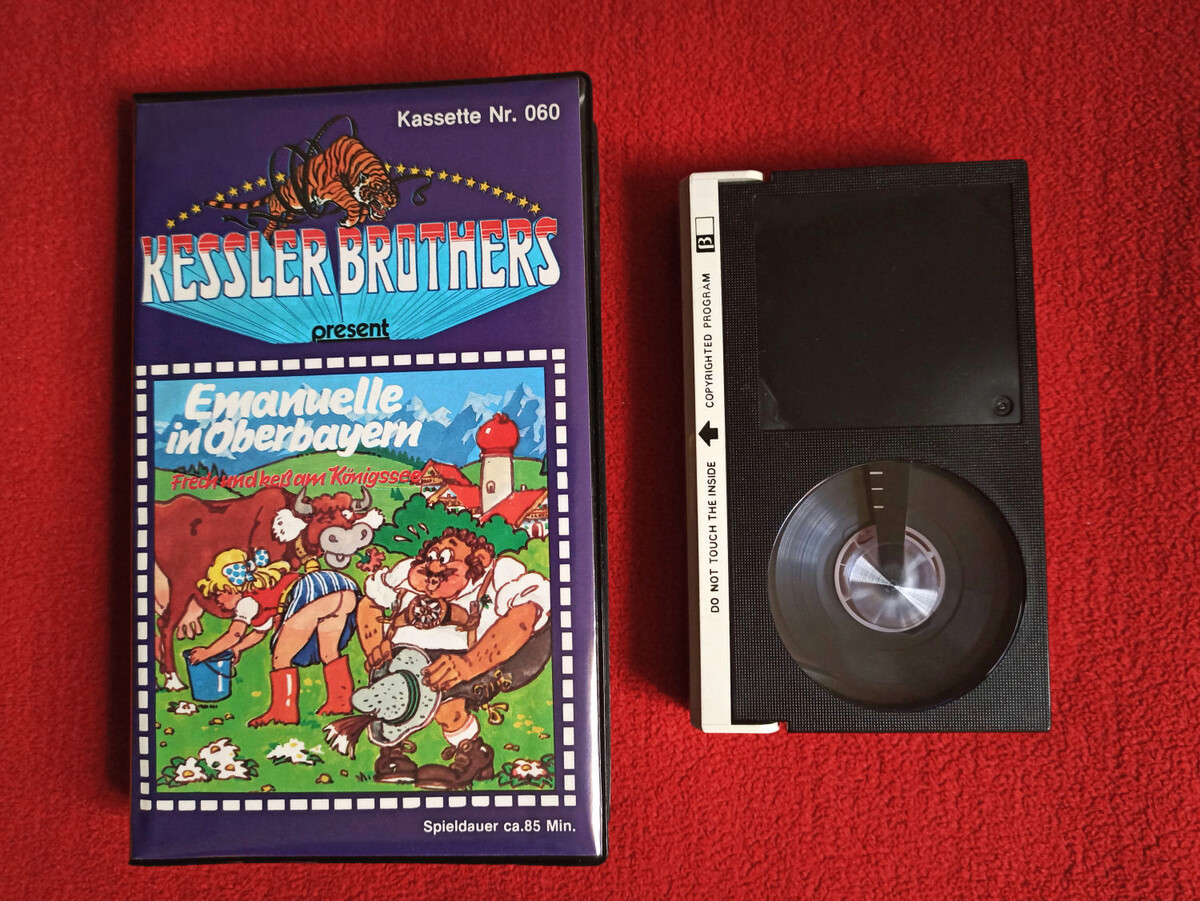 Kassette Nr. 060
KESSLER BROTHERS
present
Emanuelle
in Oberbayern
Frech und keß am Königssee
Spieldauer ca.85 Min.
DO NOT TOUCH THE INSIDE COPYRIGHTED PROGRAM β